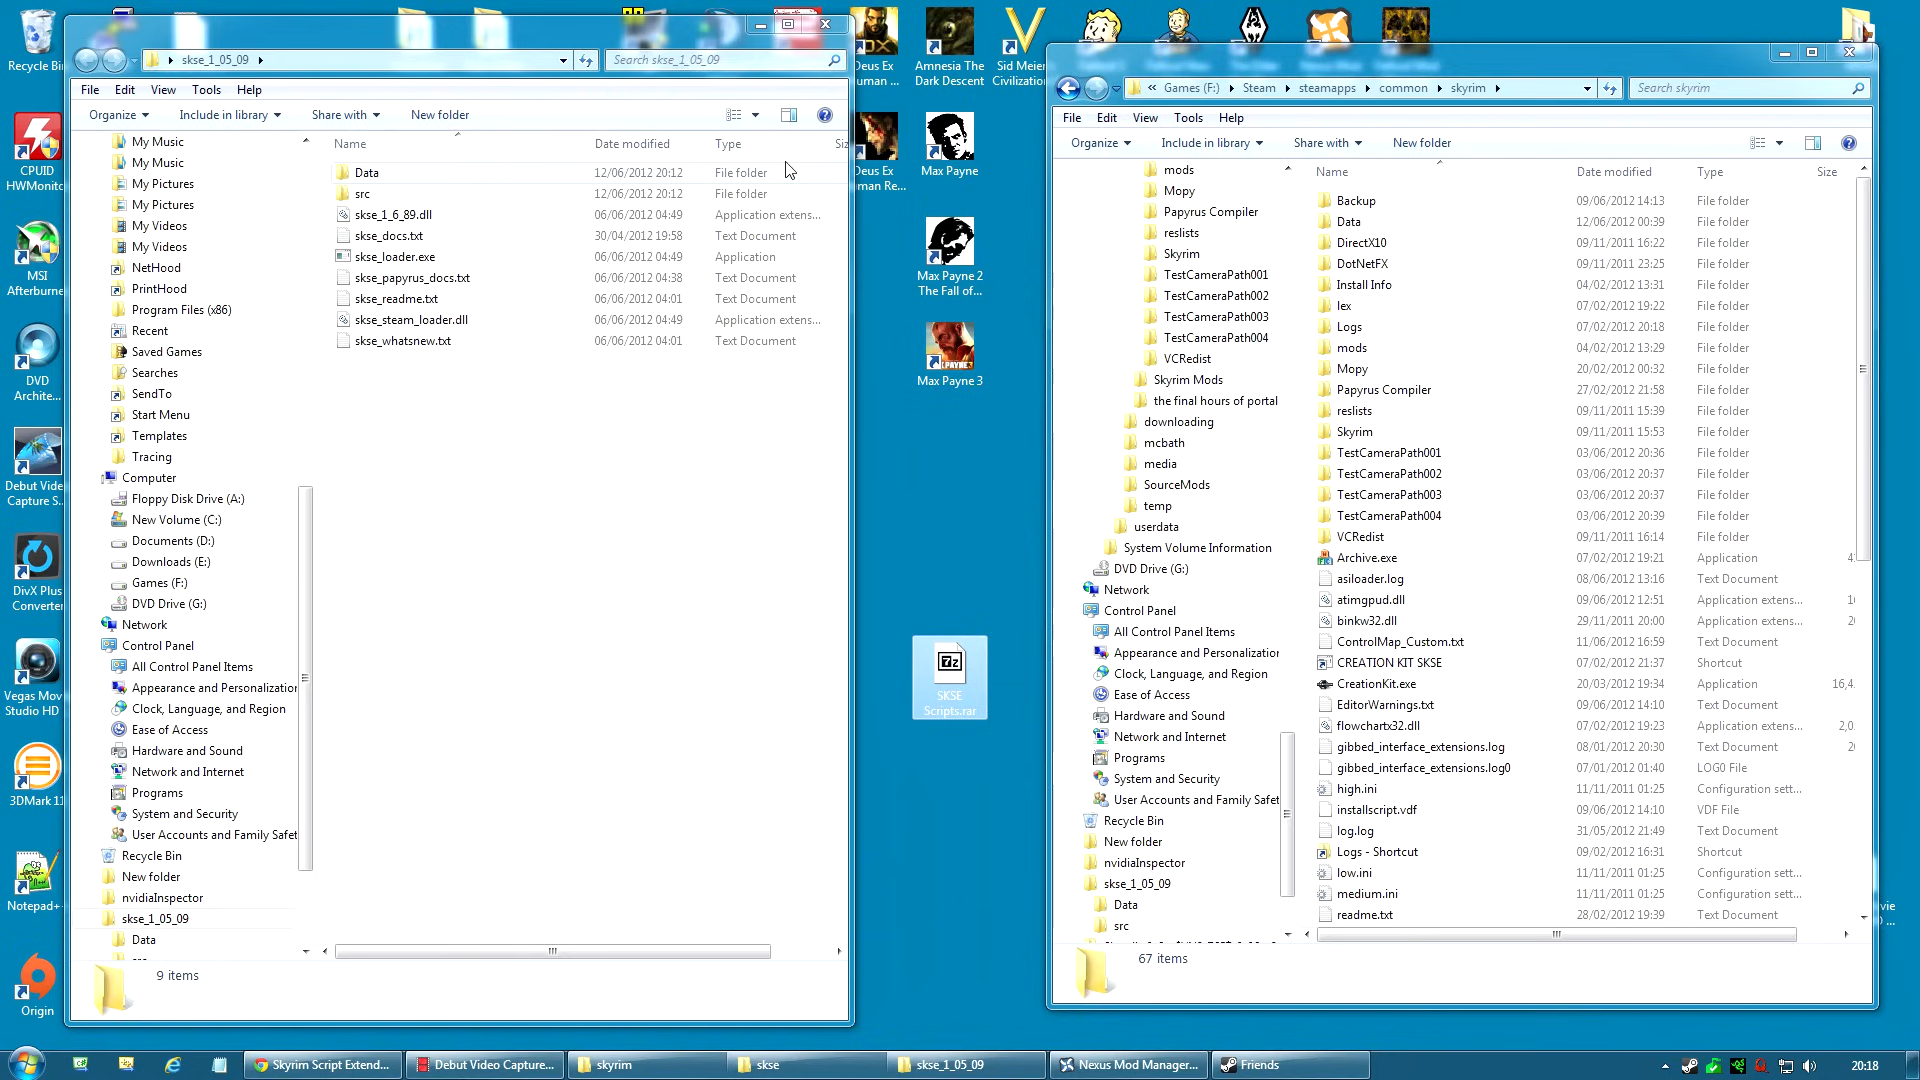 Recycle Bin
CPUID
HWMonito
MSI
Afterburne
DVD
Archite...
Debut Vide
Capture S...
DivX Plus
Converte
Vegas Mov
Studio HD
3DMark 11
Notepad+
Origin
skse_1_05_09
Search skse_1_05_09
File Edit View Tools Help
Organize Include in library Share with New folder
My Music
My Music
My Pictures
My Pictures
My Videos
My Videos
NetHood
PrintHood
Program Files (x86)
Recent
Saved Games
Searches
SendTo
Start Menu
Templates
Tracing
Computer
Floppy Disk Drive (A:)
New Volume (C:)
Documents (D:)
Downloads (E:)
Games (F:)
DVD Drive (G:)
Network
Control Panel
All Control Panel Items
Appearance and Personalization
Clock, Language, and Region
Ease of Access
Hardware and Sound
Network and Internet
Programs
System and Security
User Accounts and Family Safet
Recycle Bin
New folder
nvidiaInspector
skse_1_05_09
Data
Name Date modified Type Siz
Data 12/06/2012 20:12 File folder
src 12/06/2012 20:12 File folder
skse_1_6_89.dll 06/06/2012 04:49 Application extens...
skse_docs.txt 30/04/2012 19:58 Text Document
skse_loader.exe 06/06/2012 04:49 Application
skse_papyrus_docs.txt 06/06/2012 04:38 Text Document
skse_readme.txt 06/06/2012 04:01 Text Document
skse_steam_loader.dll 06/06/2012 04:49 Application extens...
skse_whatsnew.txt 06/06/2012 04:01 Text Document
9 items
Deus Ex
uman ...
Amnesia The
Dark Descent
Sid Meier
Civilization
Deus Ex
uman Re...
Max Payne
Max Payne 2
The Fall of...
Max Payne 3
7z
SKSE
Scripts.rar
Games (F:) Steam steamapps common skyrim
Search skyrim
File Edit View Tools Help
Organize Include in library Share with New folder
mods
Mopy
Papyrus Compiler
reslists
Skyrim
TestCameraPath001
TestCameraPath002
TestCameraPath003
TestCameraPath004
VCRedist
Skyrim Mods
the final hours of portal
downloading
mcbath
media
SourceMods
temp
userdata
System Volume Information
DVD Drive (G:)
Network
Control Panel
All Control Panel Items
Appearance and Personalization
Clock, Language, and Region
Ease of Access
Hardware and Sound
Network and Internet
Programs
System and Security
User Accounts and Family Safet
Recycle Bin
New folder
nvidiaInspector
skse_1_05_09
Data
src
Name Date modified Type Size
Backup 09/06/2012 14:13 File folder
Data 12/06/2012 00:39 File folder
DirectX10 09/11/2011 16:22 File folder
DotNetFX 09/11/2011 23:25 File folder
Install Info 04/02/2012 13:31 File folder
lex 07/02/2012 19:22 File folder
Logs 07/02/2012 20:18 File folder
mods 04/02/2012 13:29 File folder
Mopy 20/02/2012 00:32 File folder
Papyrus Compiler 27/02/2012 21:58 File folder
reslists 09/11/2011 15:39 File folder
Skyrim 09/11/2011 15:53 File folder
TestCameraPath001 03/06/2012 20:36 File folder
TestCameraPath002 03/06/2012 20:37 File folder
TestCameraPath003 03/06/2012 20:37 File folder
TestCameraPath004 03/06/2012 20:39 File folder
VCRedist 09/11/2011 16:14 File folder
Archive.exe 07/02/2012 19:21 Application
asiloader.log 08/06/2012 13:16 Text Document
atimgpud.dll 09/06/2012 12:51 Application extens...
binkw32.dll 29/11/2011 20:00 Application extens...
ControlMap_Custom.txt 11/06/2012 16:59 Text Document
CREATION KIT SKSE 07/02/2012 21:37 Shortcut
CreationKit.exe 20/03/2012 19:34 Application 16,4
EditorWarnings.txt 09/06/2012 14:10 Text Document
flowchartx32.dll 07/02/2012 19:23 Application extens... 2,0
gibbed_interface_extensions.log 08/01/2012 20:30 Text Document
gibbed_interface_extensions.log0 07/01/2012 01:40 LOG0 File
high.ini 11/11/2011 01:25 Configuration sett...
installscript.vdf 09/06/2012 14:10 VDF File
log.log 31/05/2012 21:49 Text Document
Logs - Shortcut 09/02/2012 16:31 Shortcut
low.ini 11/11/2011 01:25 Configuration sett...
medium.ini 11/11/2011 01:25 Configuration sett...
readme.txt 28/02/2012 19:39 Text Document
67 items
Skyrim Script Extend... Debut Video Capture... skyrim skse skse_1_05_09 Nexus Mod Manager... Friends 20:18